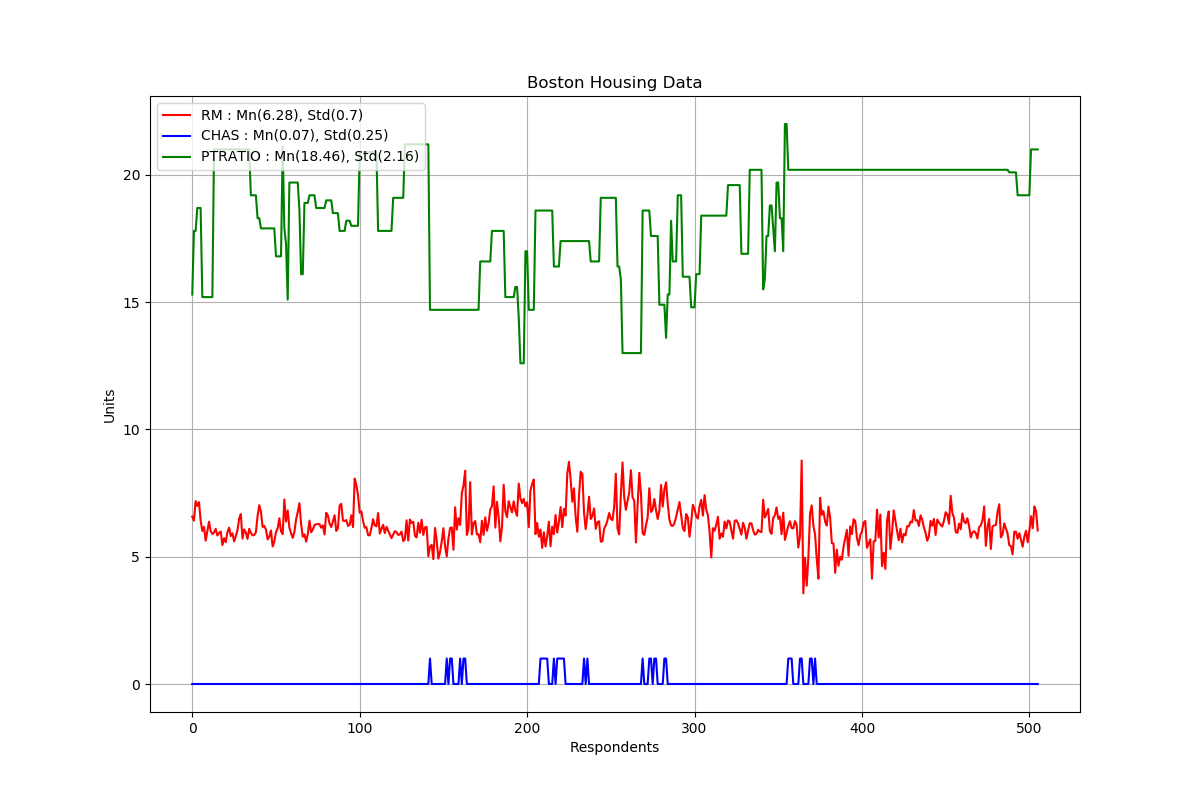 Boston Housing Data
RM : Mn(6.28), Std(0.7)
CHAS : Mn(0.07), Std(0.25)
PTRATIO : Mn(18.46), Std(2.16)
20
15
10
5
0
Units
0 100 200 300 400 500
Respondents